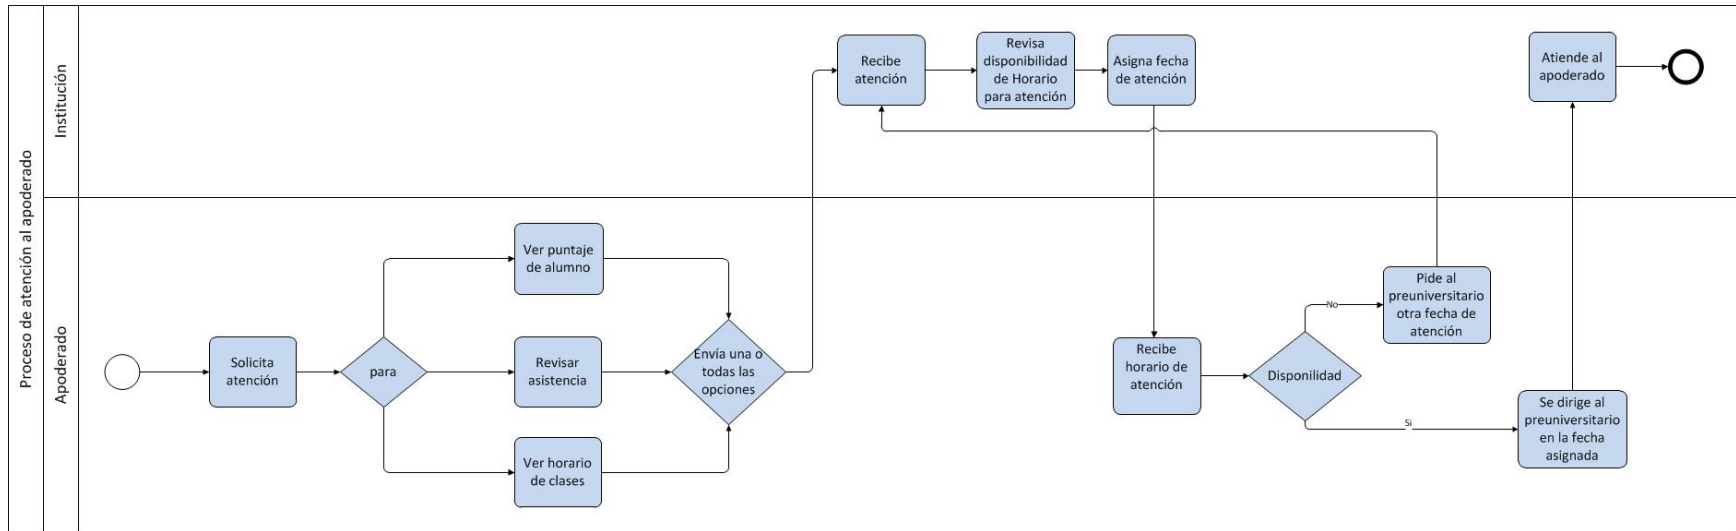 Proceso de atención al apoderado
Institución
Recibe
atención
Revisa
disponibilidad
de Horario
para atención
Asigna fecha
de atención
Atiende al
apoderado
Apoderado
Solicita
atención
para
Ver puntaje
de alumno
Revisar
asistencia
Ver horario
de clases
Envía una o
todas las
opciones
Recibe
horario de
atención
Disponilidad
No
Pide al
preuniversitario
otra fecha de
atención
Si
Se dirige al
preuniversitario
en la fecha
asignada